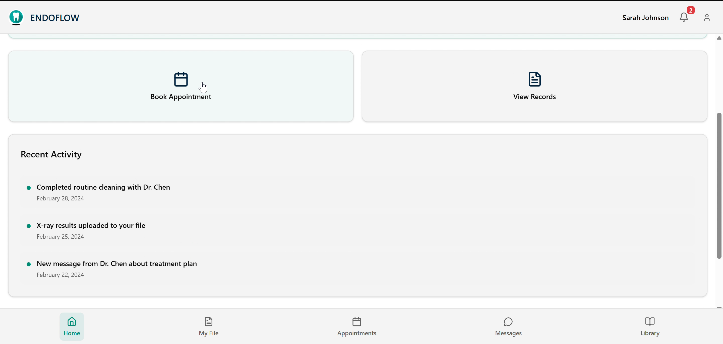 ENDOFLOW
Sarah Johnson
2
Book Appointment
View Records
Recent Activity
Completed routine cleaning with Dr. Chen
February 28, 2024
X-ray results uploaded to your file
February 25, 2024
New message from Dr. Chen about treatment plan
February 22, 2024
Home
My File
Appointments
Messages
Library